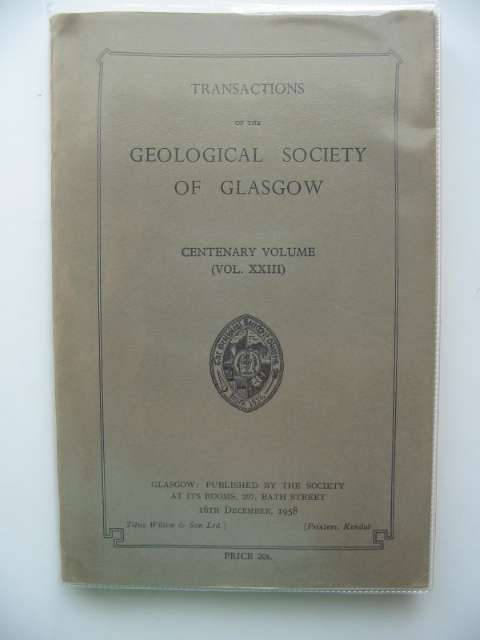 TRANSACTIONS
OF THE
GEOLOGICAL SOCIETY
OF GLASGOW
CENTENARY VOLUME
(VOL. XXIII)
GLASGOW: PUBLISHED BY THE SOCIETY
AT ITS ROOMS, 207, BATH STREET
16TH DECEMBER, 1958
Titus Wilson & Son Ltd.] [Printers, Kendal
PRICE 20s.